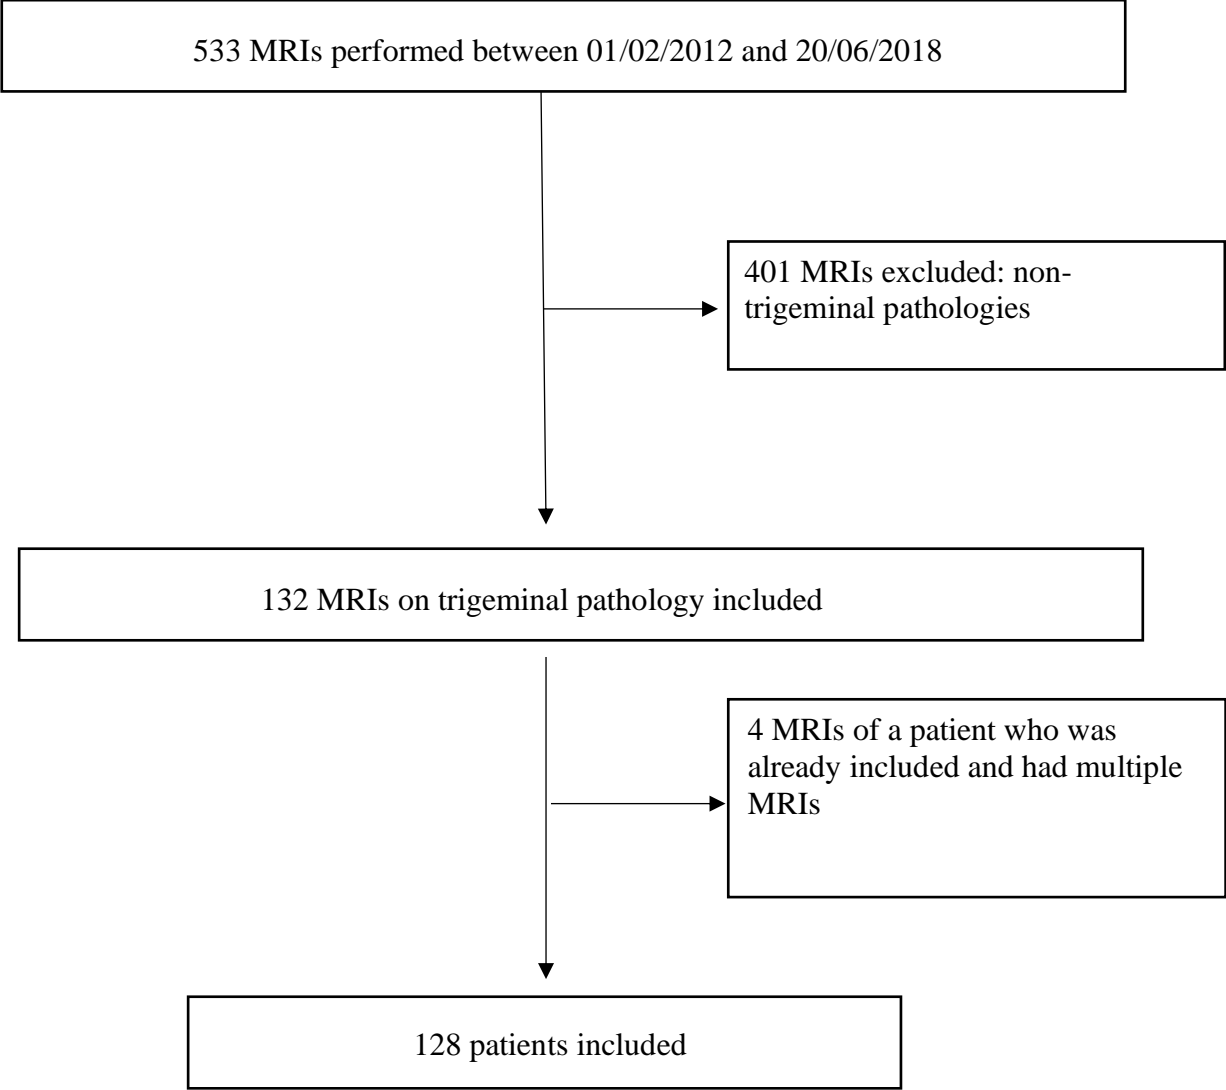 533 MRIs performed between 01/02/2012 and 20/06/2018
401 MRIs excluded: non-
trigeminal pathologies
132 MRIs on trigeminal pathology included
4 MRIs of a patient who was
already included and had multiple
MRIs
128 patients included